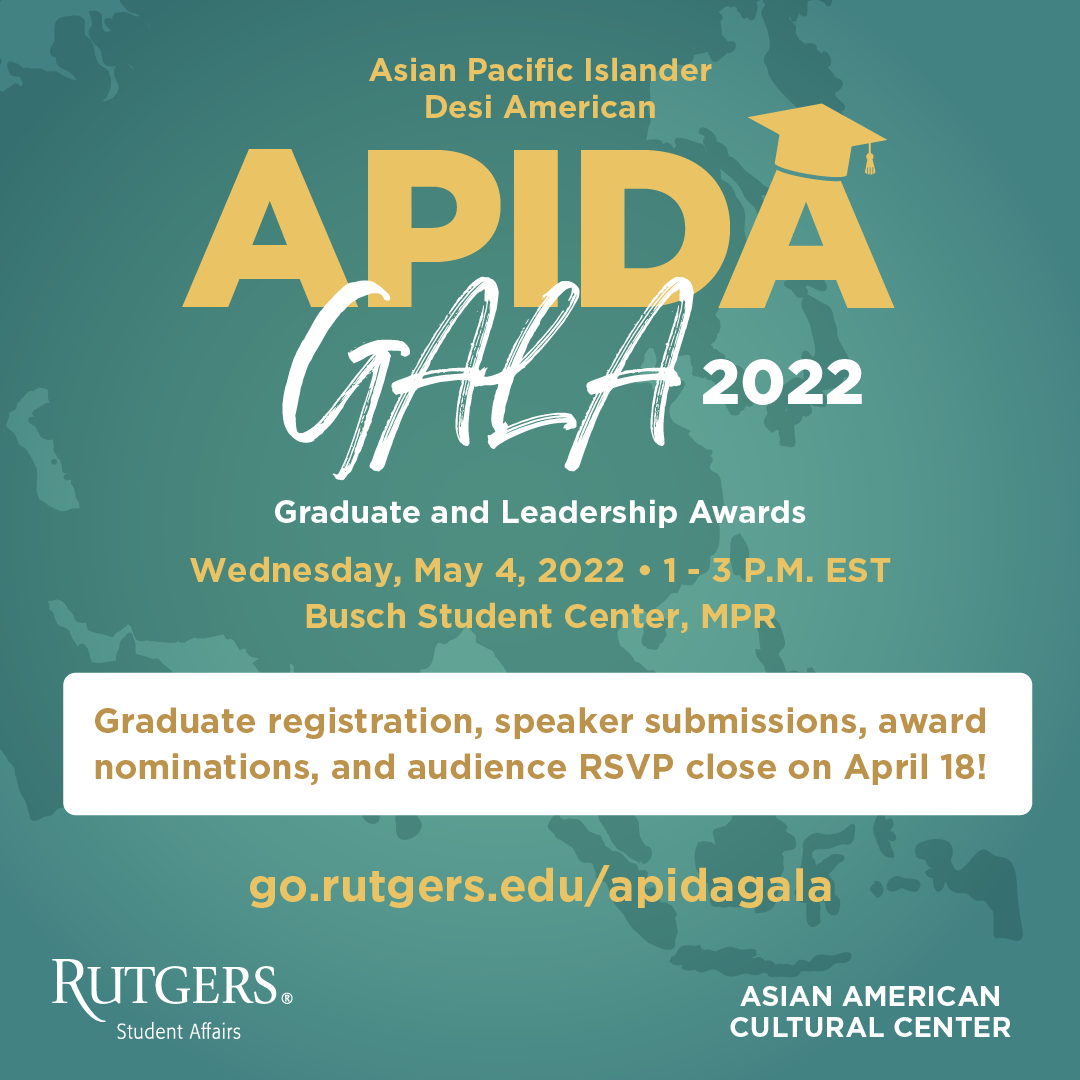 Asian Pacific Islander
Desi American
APIDA
GALA 2022
Graduate and Leadership Awards
Wednesday, May 4, 2022 • 1 - 3 P.M. EST
Busch Student Center, MPR
Graduate registration, speaker submissions, award
nominations, and audience RSVP close on April 18!
go.rutgers.edu/apidagala
RUTGERS®
Student Affairs
ASIAN AMERICAN
CULTURAL CENTER